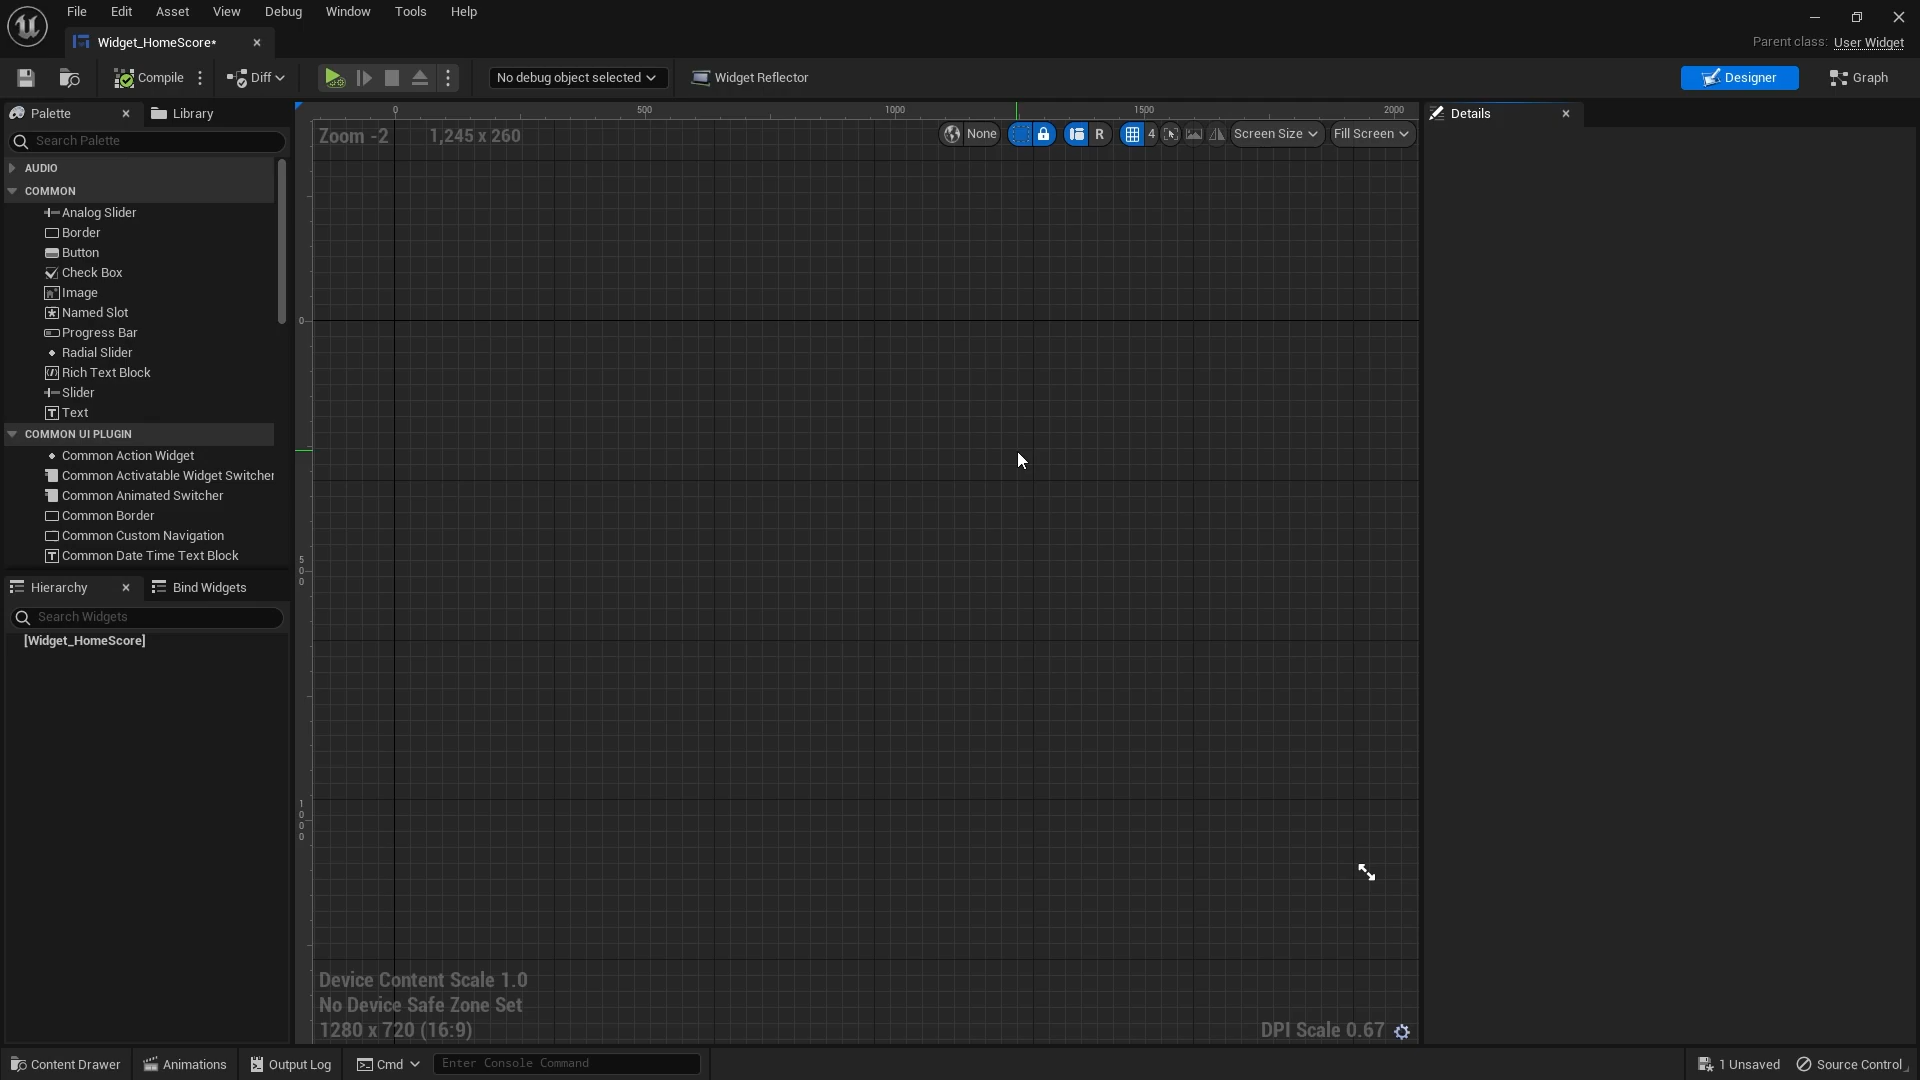 File Edit Asset View Debug Window Tools Help
Widget_HomeScore*
Parent class: User Widget
Compile Diff No debug object selected Widget Reflector Designer Graph
Palette Library
Search Palette
AUDIO
COMMON
Analog Slider
Border
Button
Check Box
Image
Named Slot
Progress Bar
Radial Slider
Rich Text Block
Slider
Text
COMMON UI PLUGIN
Common Action Widget
Common Activatable Widget Switcher
Common Animated Switcher
Common Border
Common Custom Navigation
Common Date Time Text Block
Hierarchy Bind Widgets
Search Widgets
[Widget_HomeScore]
0 500 1000 1500 2000
Zoom -2 1,245 x 260
None R 4 Screen Size Fill Screen
0
500
1000
Device Content Scale 1.0
No Device Safe Zone Set
1280 x 720 (16:9)
DPI Scale 0.67
Details
Content Drawer Animations Output Log Cmd Enter Console Command 1 Unsaved Source Control